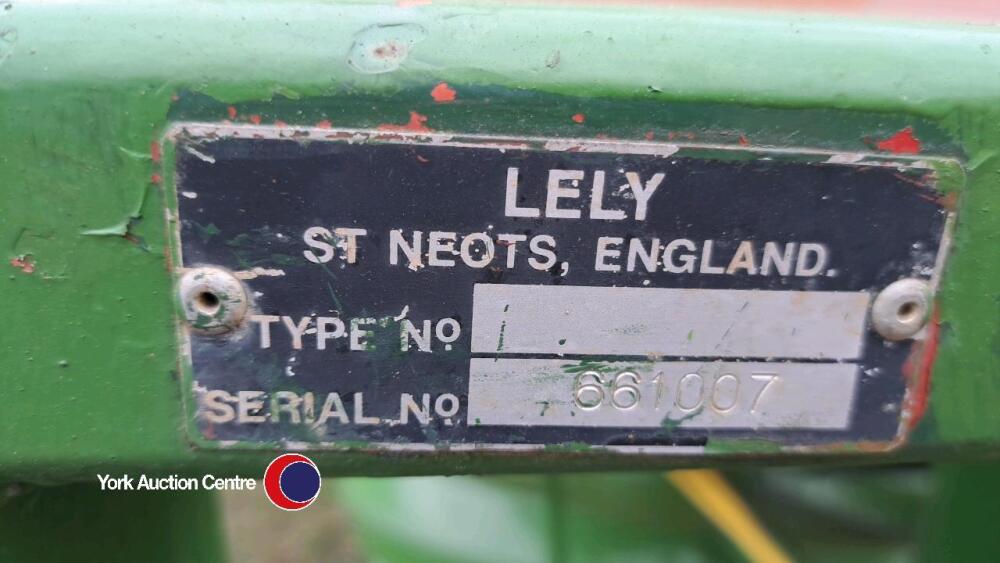 LELY
ST NEOTS, ENGLAND.
TYPE No
SERIAL No 661007
York Auction Centre